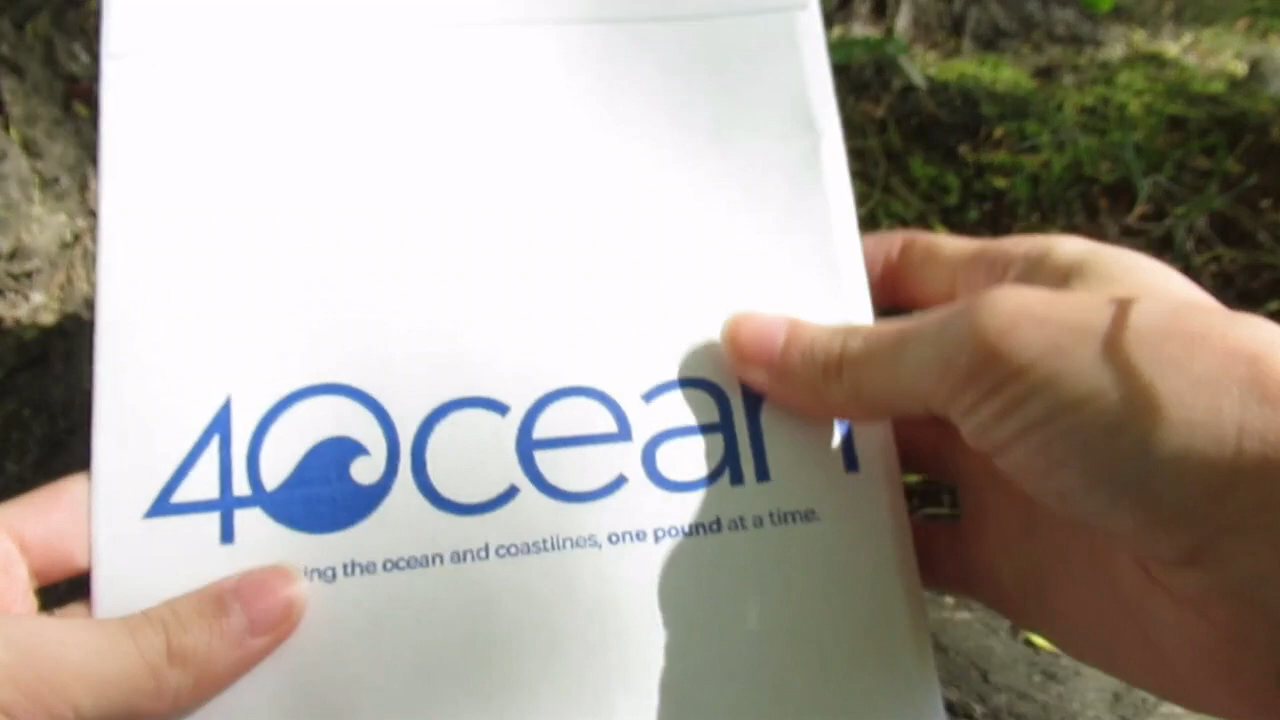 4Ocean
the ocean and coastlines, one pound at a time.